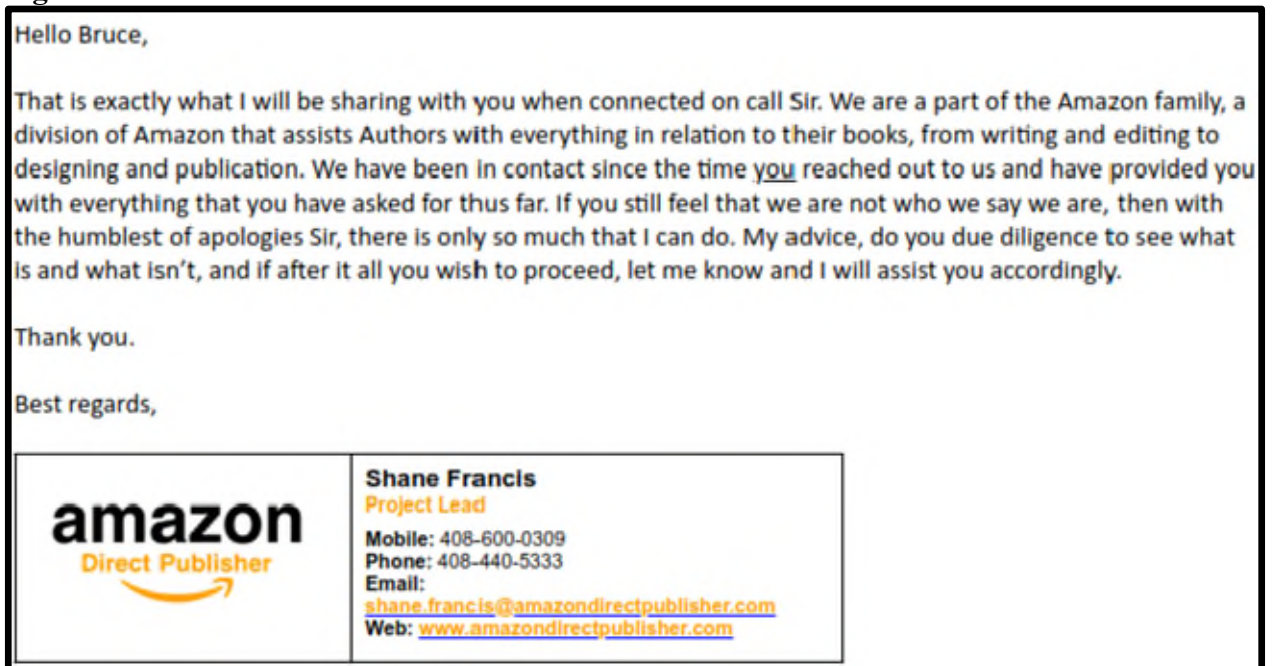 Hello Bruce,
That is exactly what I will be sharing with you when connected on call Sir. We are a part of the Amazon family, a
division of Amazon that assists Authors with everything in relation to their books, from writing and editing to
designing and publication. We have been in contact since the time you reached out to us and have provided you
with everything that you have asked for thus far. If you still feel that we are not who we say we are, then with
the humblest of apologies Sir, there is only so much that I can do. My advice, do you due diligence to see what
is and what isn't, and if after it all you wish to proceed, let me know and I will assist you accordingly.
Thank you.
Best regards,
amazon
Direct Publisher
Shane Francis
Project Lead
Mobile: 408-600-0309
Phone: 408-440-5333
Email:
shane.francis@amazondirectpublisher.com
Web: www.amazondirectpublisher.com